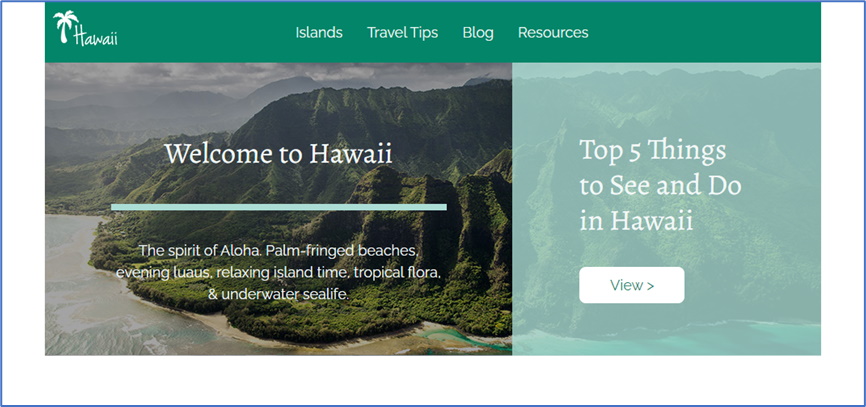 Hawaii
Islands Travel Tips Blog Resources
Welcome to Hawaii
The spirit of Aloha. Palm-fringed beaches,
evening luaus, relaxing island time, tropical flora,
& underwater sealife.
Top 5 Things
to See and Do
in Hawaii
View >